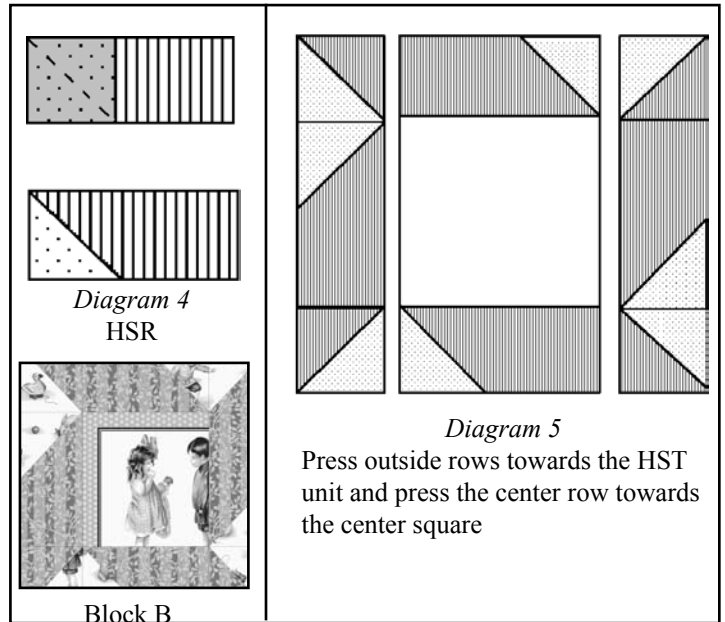 Diagram 4
HSR
Block B
Diagram 5
Press outside rows towards the HST
unit and press the center row towards
the center square